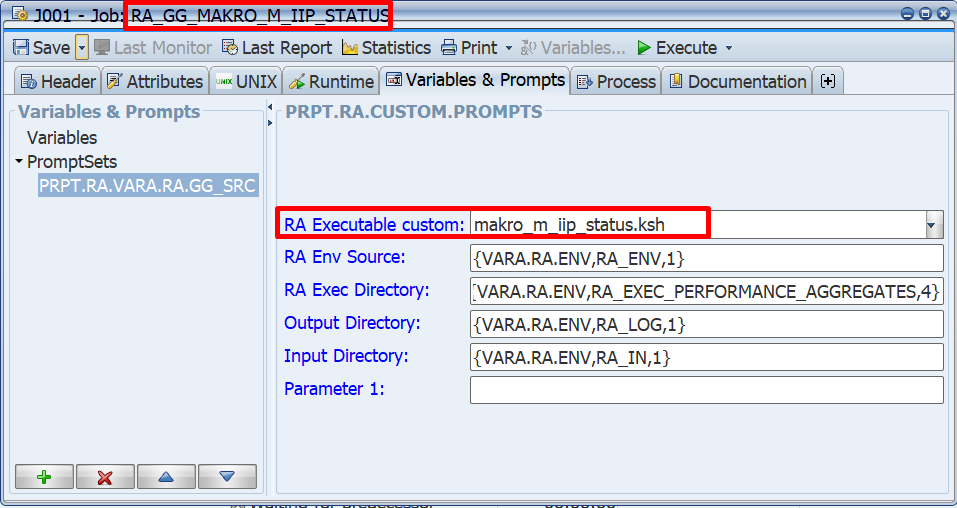 J001 - Job: RA_GG_MAKRO_M_IIP_STATUS
Save Last Monitor Last Report Statistics Print Variables... Execute
Header Attributes UNIX UNIX Runtime Variables & Prompts Process Documentation
Variables & Prompts
Variables
PromptSets
PRPT.RA.VARA.RA.GG_SRC
PRPT.RA.CUSTOM.PROMPTS
RA Executable custom: makro_m_iip_status.ksh
RA Env Source: {VARA.RA.ENV,RA_ENV,1}
RA Exec Directory: {VARA.RA.ENV,RA_EXEC_PERFORMANCE_AGGREGATES,4}
Output Directory: {VARA.RA.ENV,RA_LOG,1}
Input Directory: {VARA.RA.ENV,RA_IN,1}
Parameter 1: